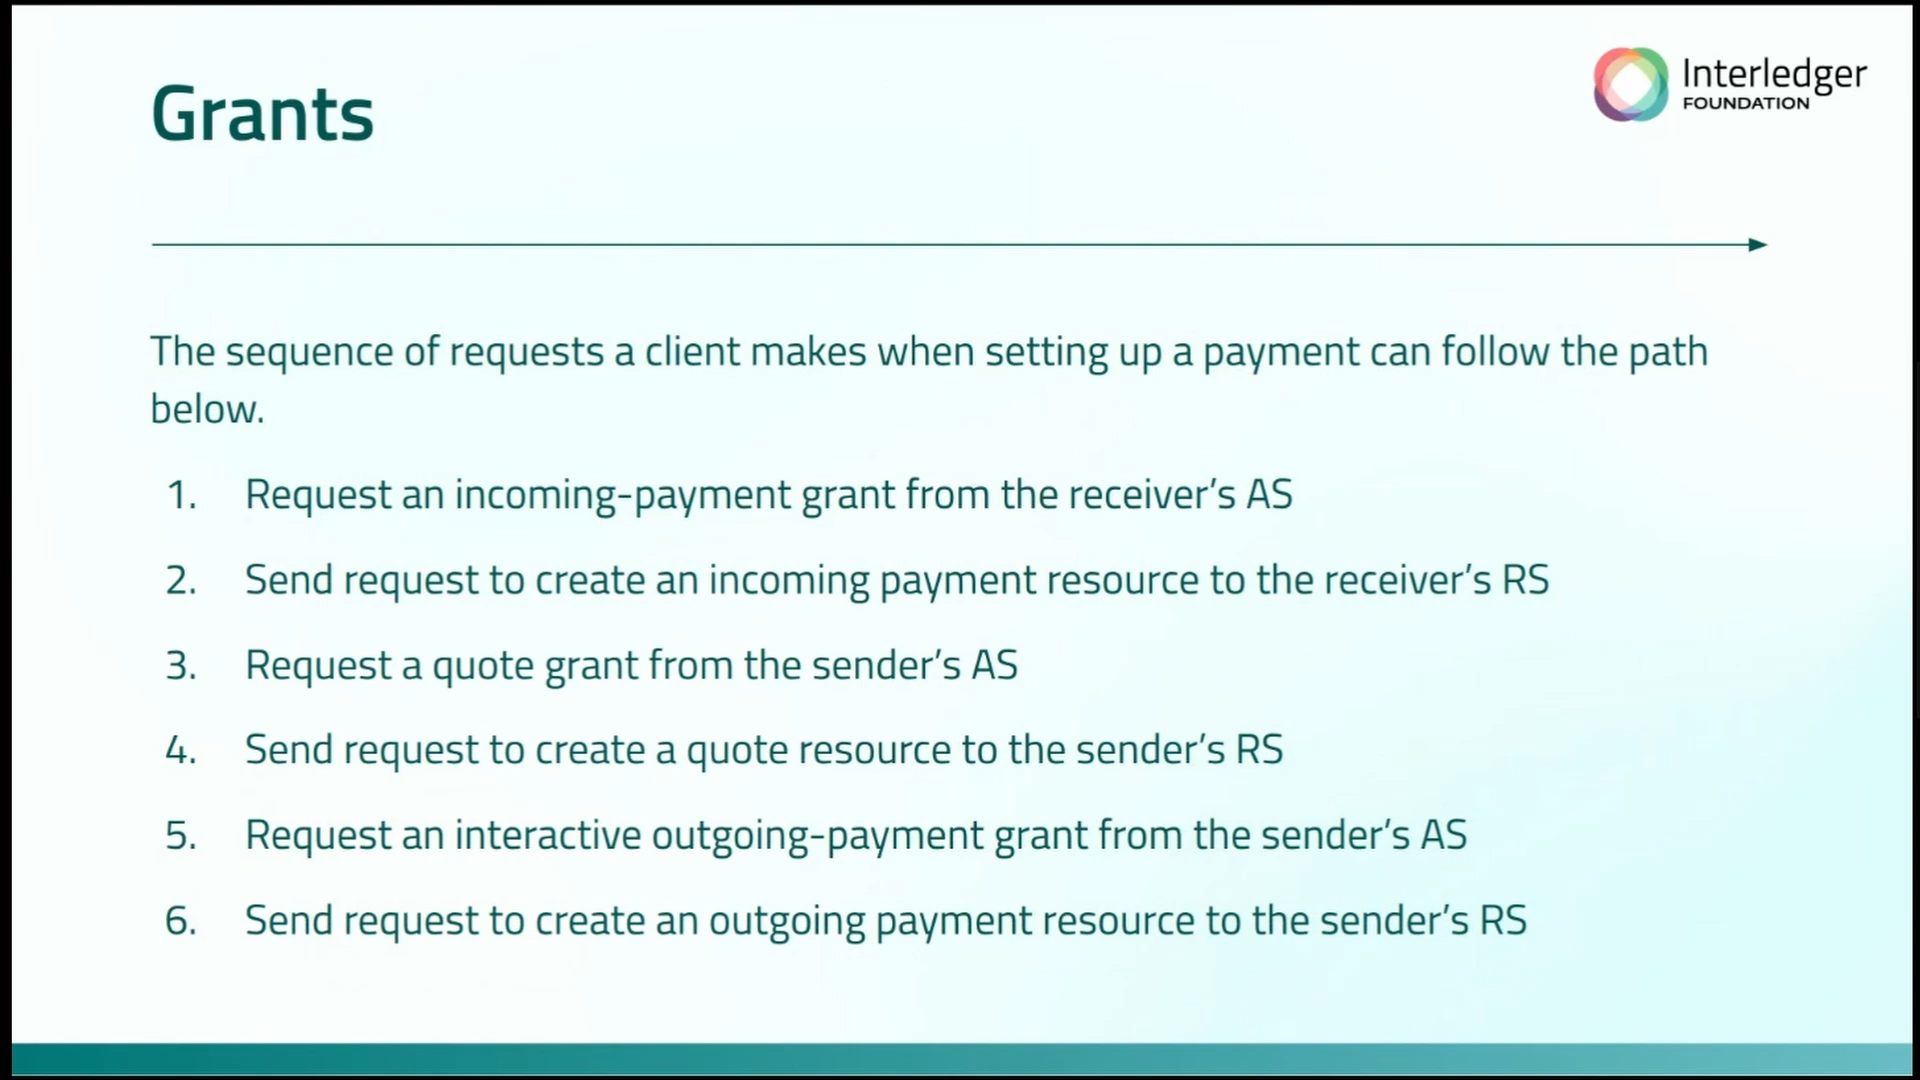 Grants
Interledger
FOUNDATION
The sequence of requests a client makes when setting up a payment can follow the path
below.
1. Request an incoming-payment grant from the receiver’s AS
2. Send request to create an incoming payment resource to the receiver’s RS
3. Request a quote grant from the sender’s AS
4. Send request to create a quote resource to the sender’s RS
5. Request an interactive outgoing-payment grant from the sender’s AS
6. Send request to create an outgoing payment resource to the sender’s RS